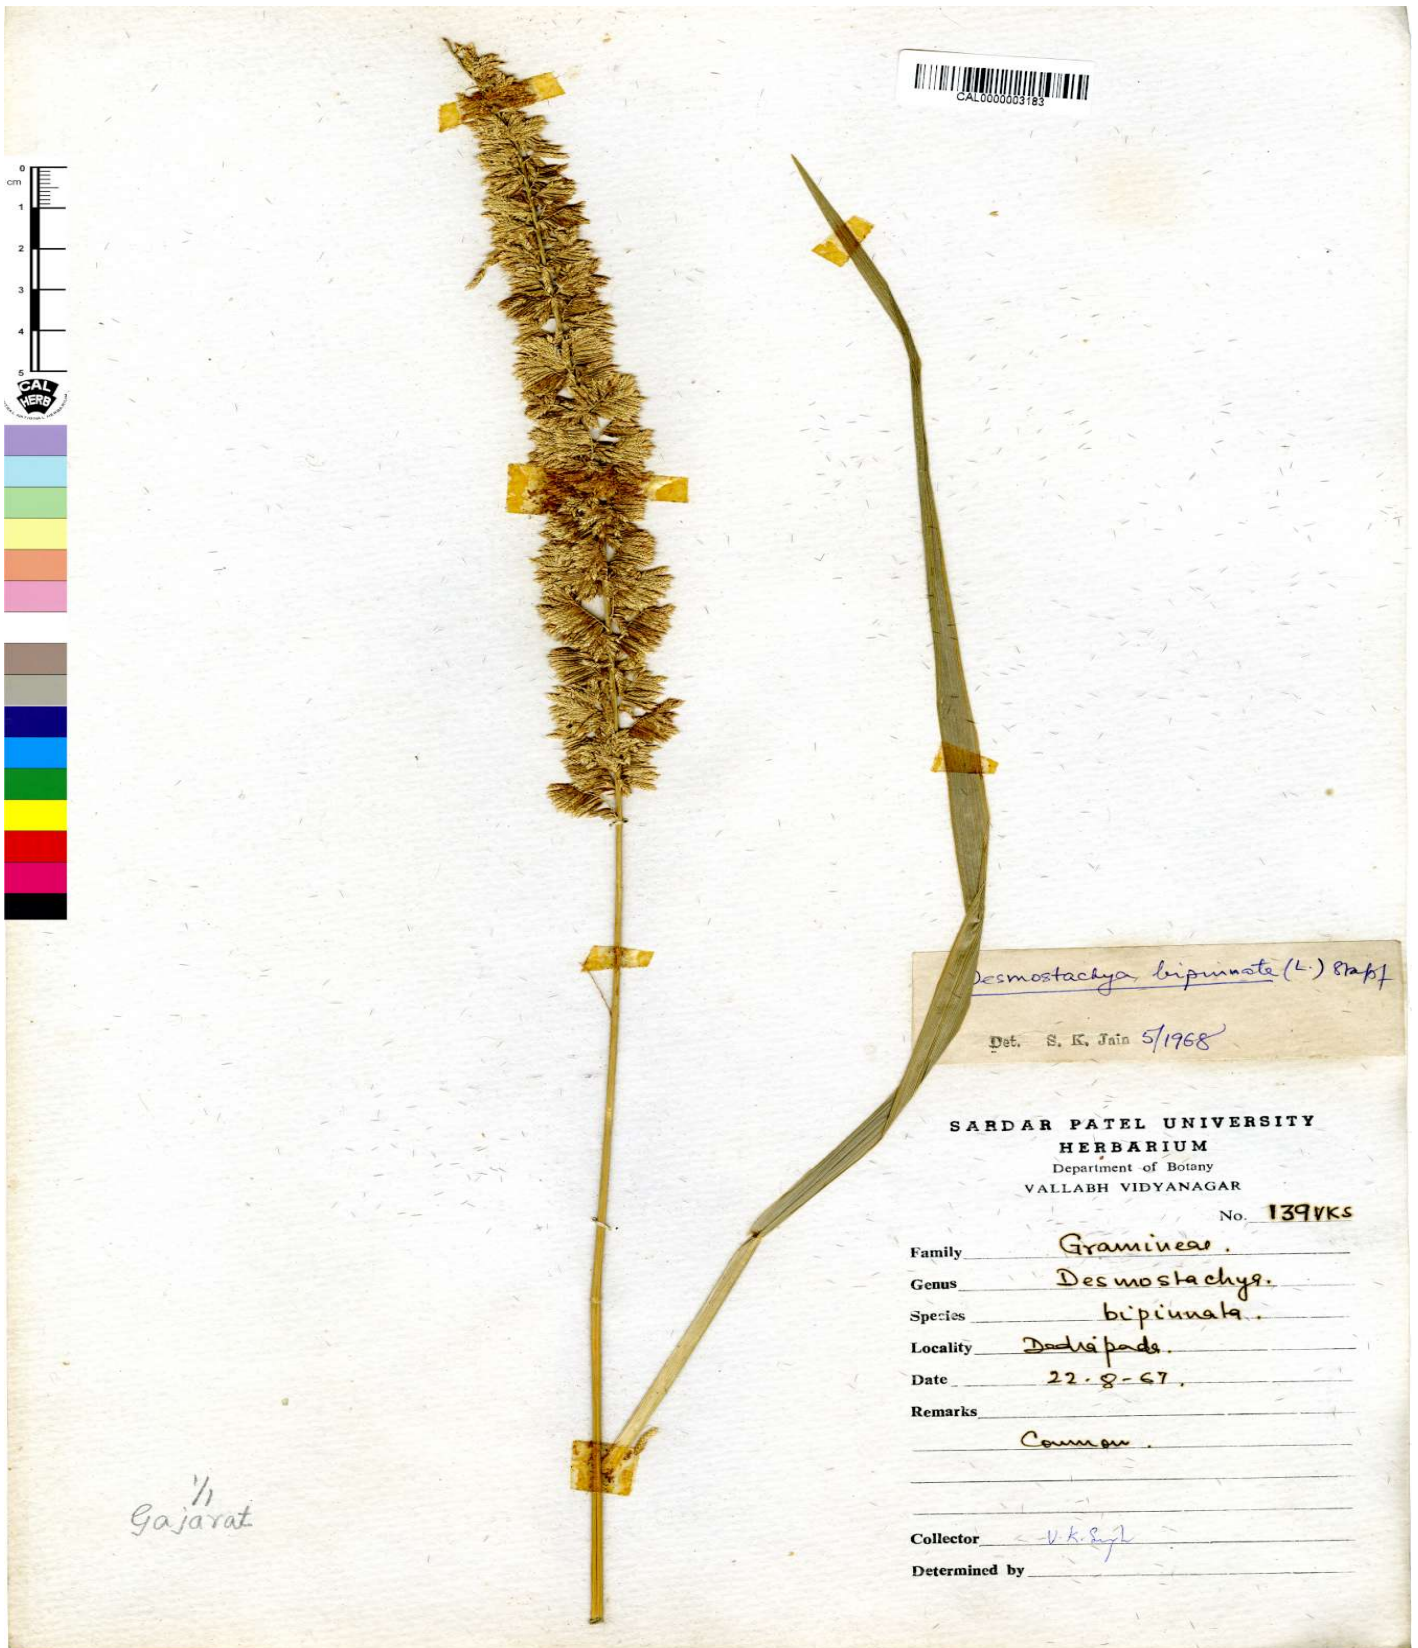 CAL0000003183
0
cm
1
2
3
4
5
CAL
HERB
Desmostachya bipinnata (L.) Stapf
Det. S. K. Jain 5/1968
SARDAR PATEL UNIVERSITY
HERBARIUM
Department of Botany
VALLABH VIDYANAGAR
No. 139VKS
Family Gramineae.
Genus Desmostachya.
Species bipinnata.
Locality
Date 22-8-67.
Remarks
Common.
Collector V.K. Singh
Determined by
1/1
Gajarat